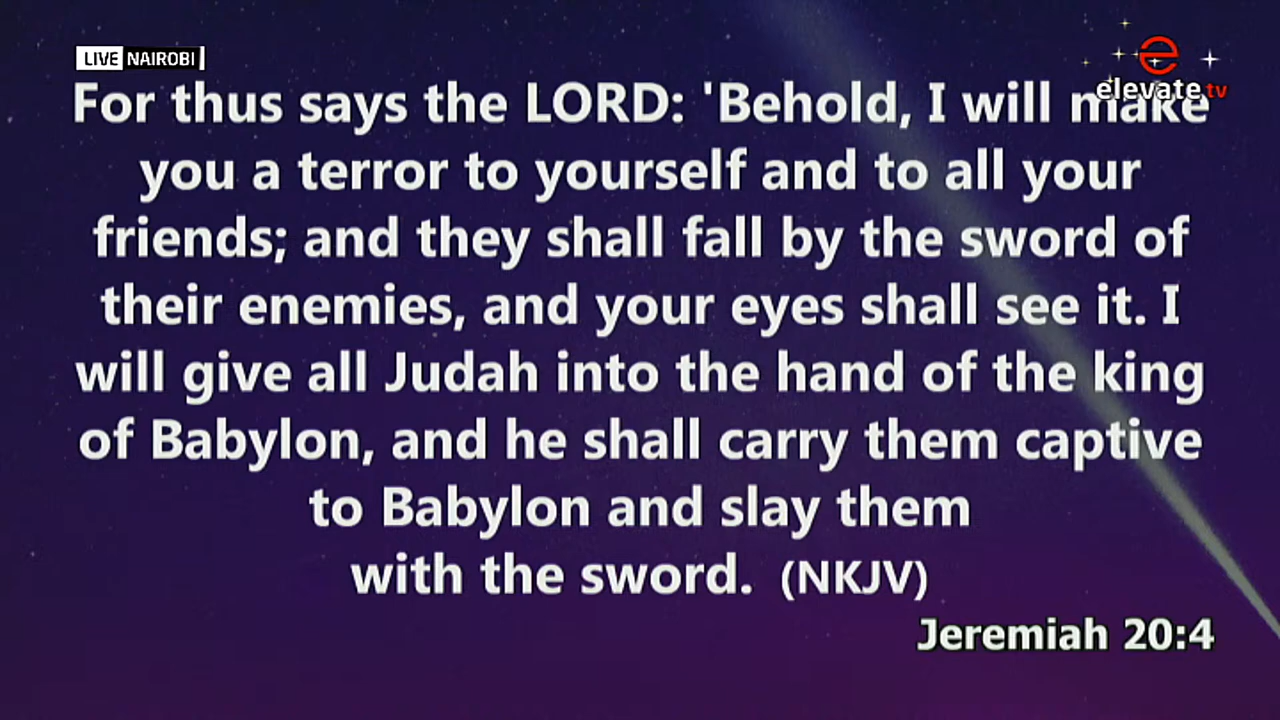 LIVE NAIROBI
elevate.tv
For thus says the LORD: 'Behold, I will make
you a terror to yourself and to all your
friends; and they shall fall by the sword of
their enemies, and your eyes shall see it. I
will give all Judah into the hand of the king
of Babylon, and he shall carry them captive
to Babylon and slay them
with the sword. (NKJV)
Jeremiah 20:4